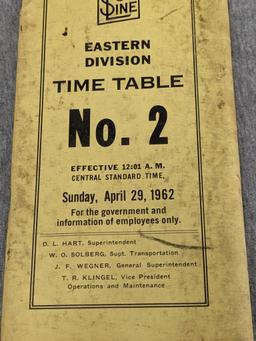 LINE
EASTERN
DIVISION
TIME TABLE
No. 2
EFFECTIVE 12:01 A. M.
CENTRAL STANDARD TIME,
Sunday, April 29, 1962
For the government and
information of employees only.
D. L. HART, Superintendent
W. O. SOLBERG, Supt. Transportation
J. F. WEGNER, General Superintendent
T. R. KLINGEL, Vice President
Operations and Maintenance